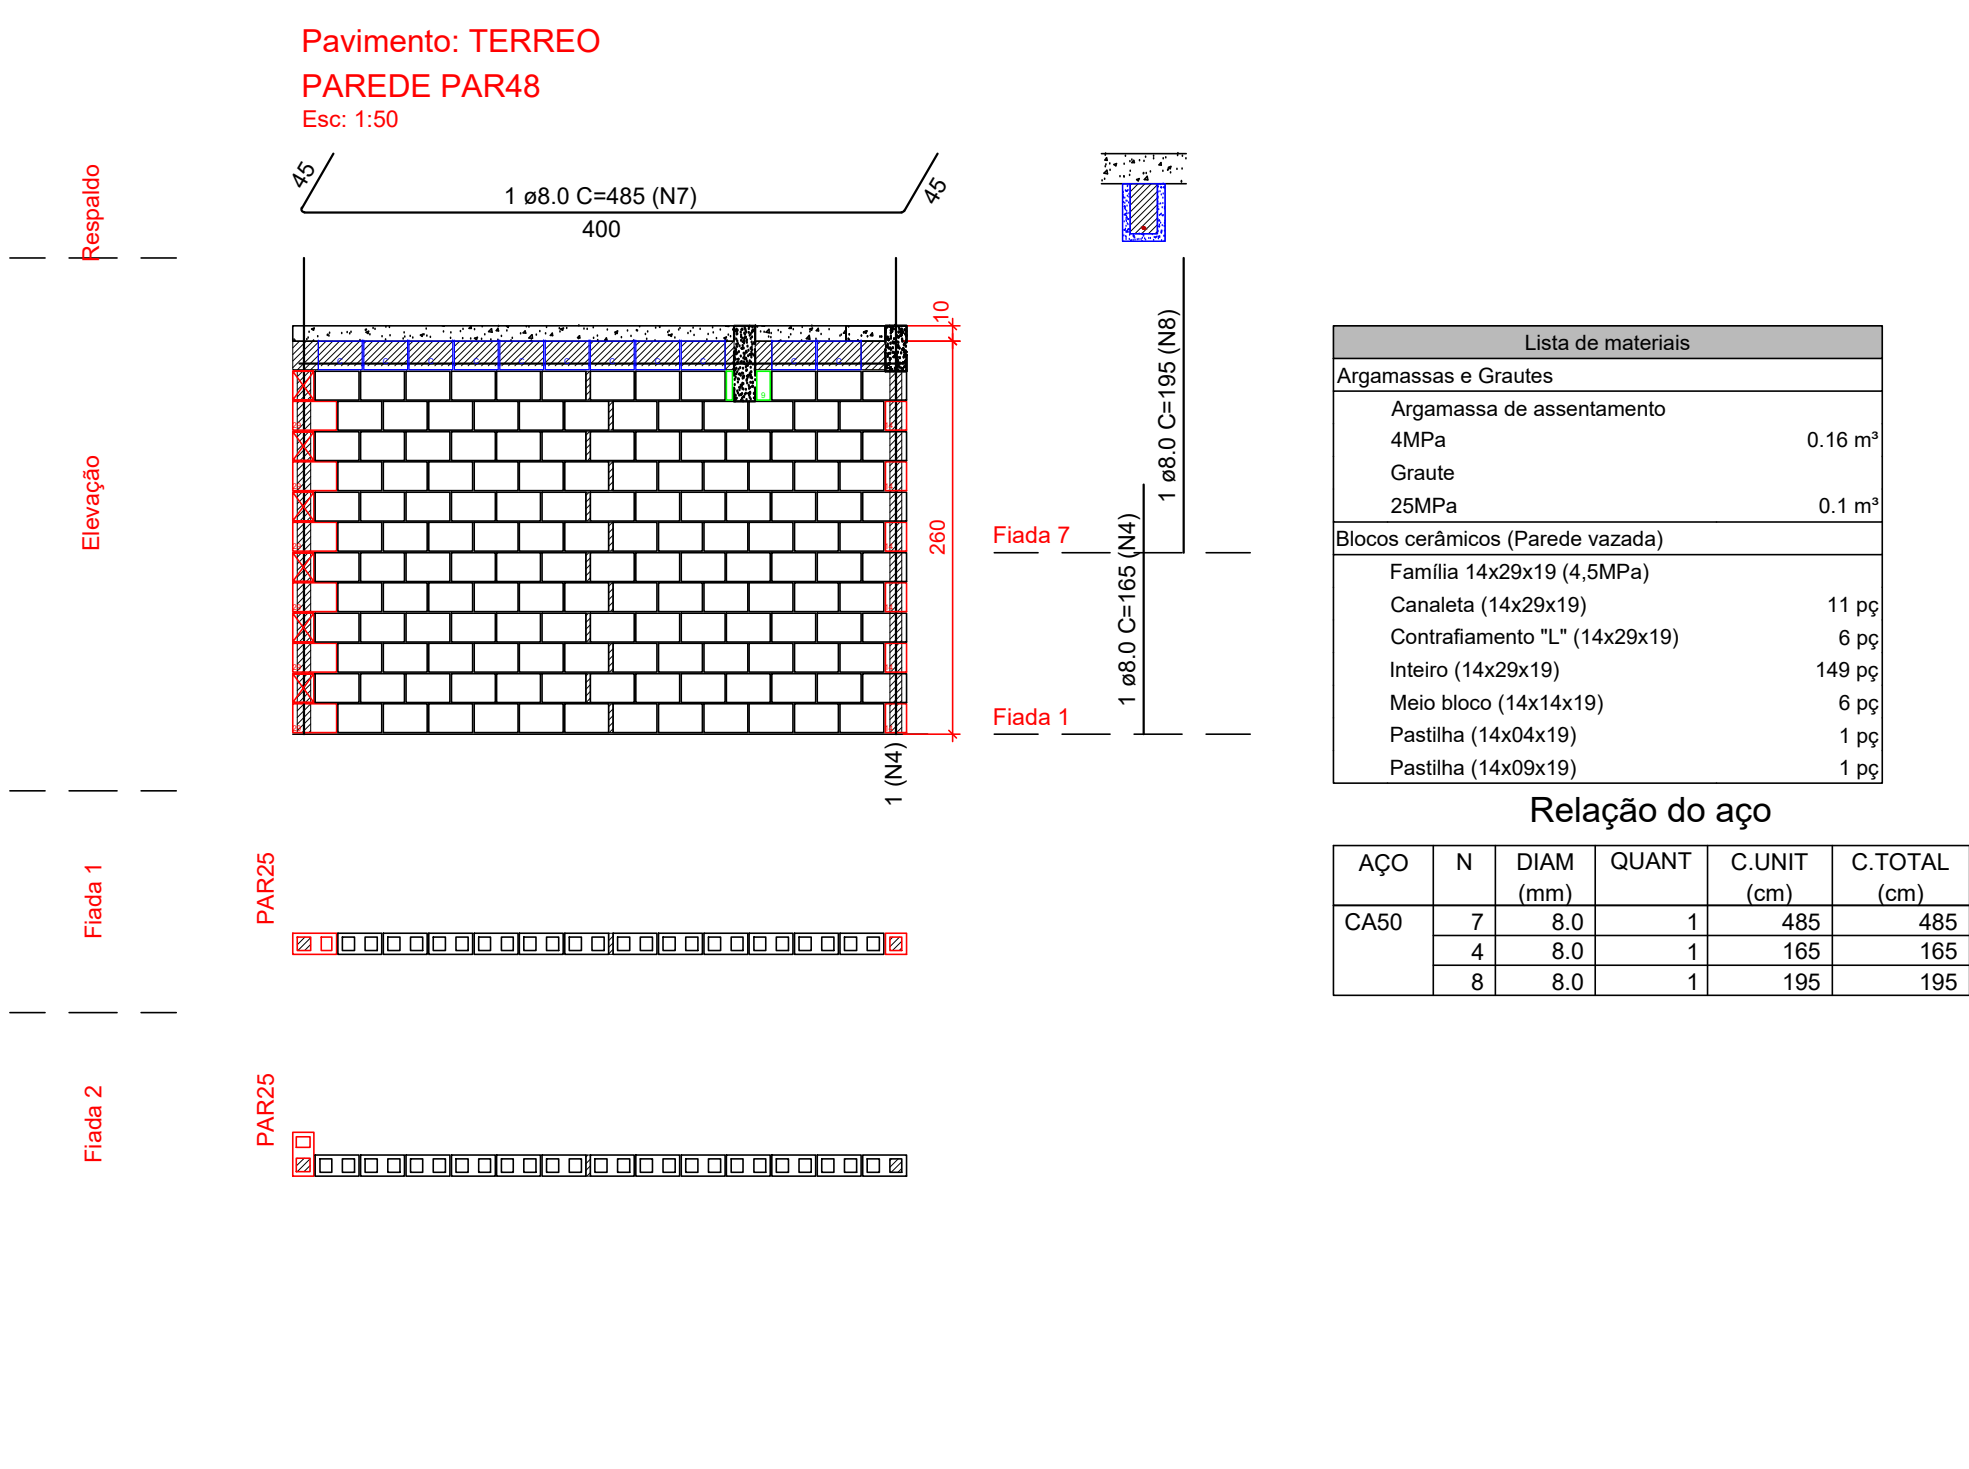 Pavimento: TERREO
PAREDE PAR48
Esc: 1:50
Respaldo
45
1 ø8.0 C=485 (N7)
400
45
Elevação
10
260
1 (N4)
Fiada 7
Fiada 1
1 ø8.0 C=165 (N4)
1 ø8.0 C=195 (N8)
Fiada 1
PAR25
Fiada 2
PAR25
Lista de materiais
Argamassas e Grautes
Argamassa de assentamento
4MPa 0.16 m³
Graute
25MPa 0.1 m³
Blocos cerâmicos (Parede vazada)
Família 14x29x19 (4,5MPa)
Canaleta (14x29x19) 11 pç
Contrafiamento "L" (14x29x19) 6 pç
Inteiro (14x29x19) 149 pç
Meio bloco (14x14x19) 6 pç
Pastilha (14x04x19) 1 pç
Pastilha (14x09x19) 1 pç
Relação do aço
AÇO N DIAM QUANT C.UNIT C.TOTAL
(mm) (cm) (cm)
CA50 7 8.0 1 485 485
4 8.0 1 165 165
8 8.0 1 195 195